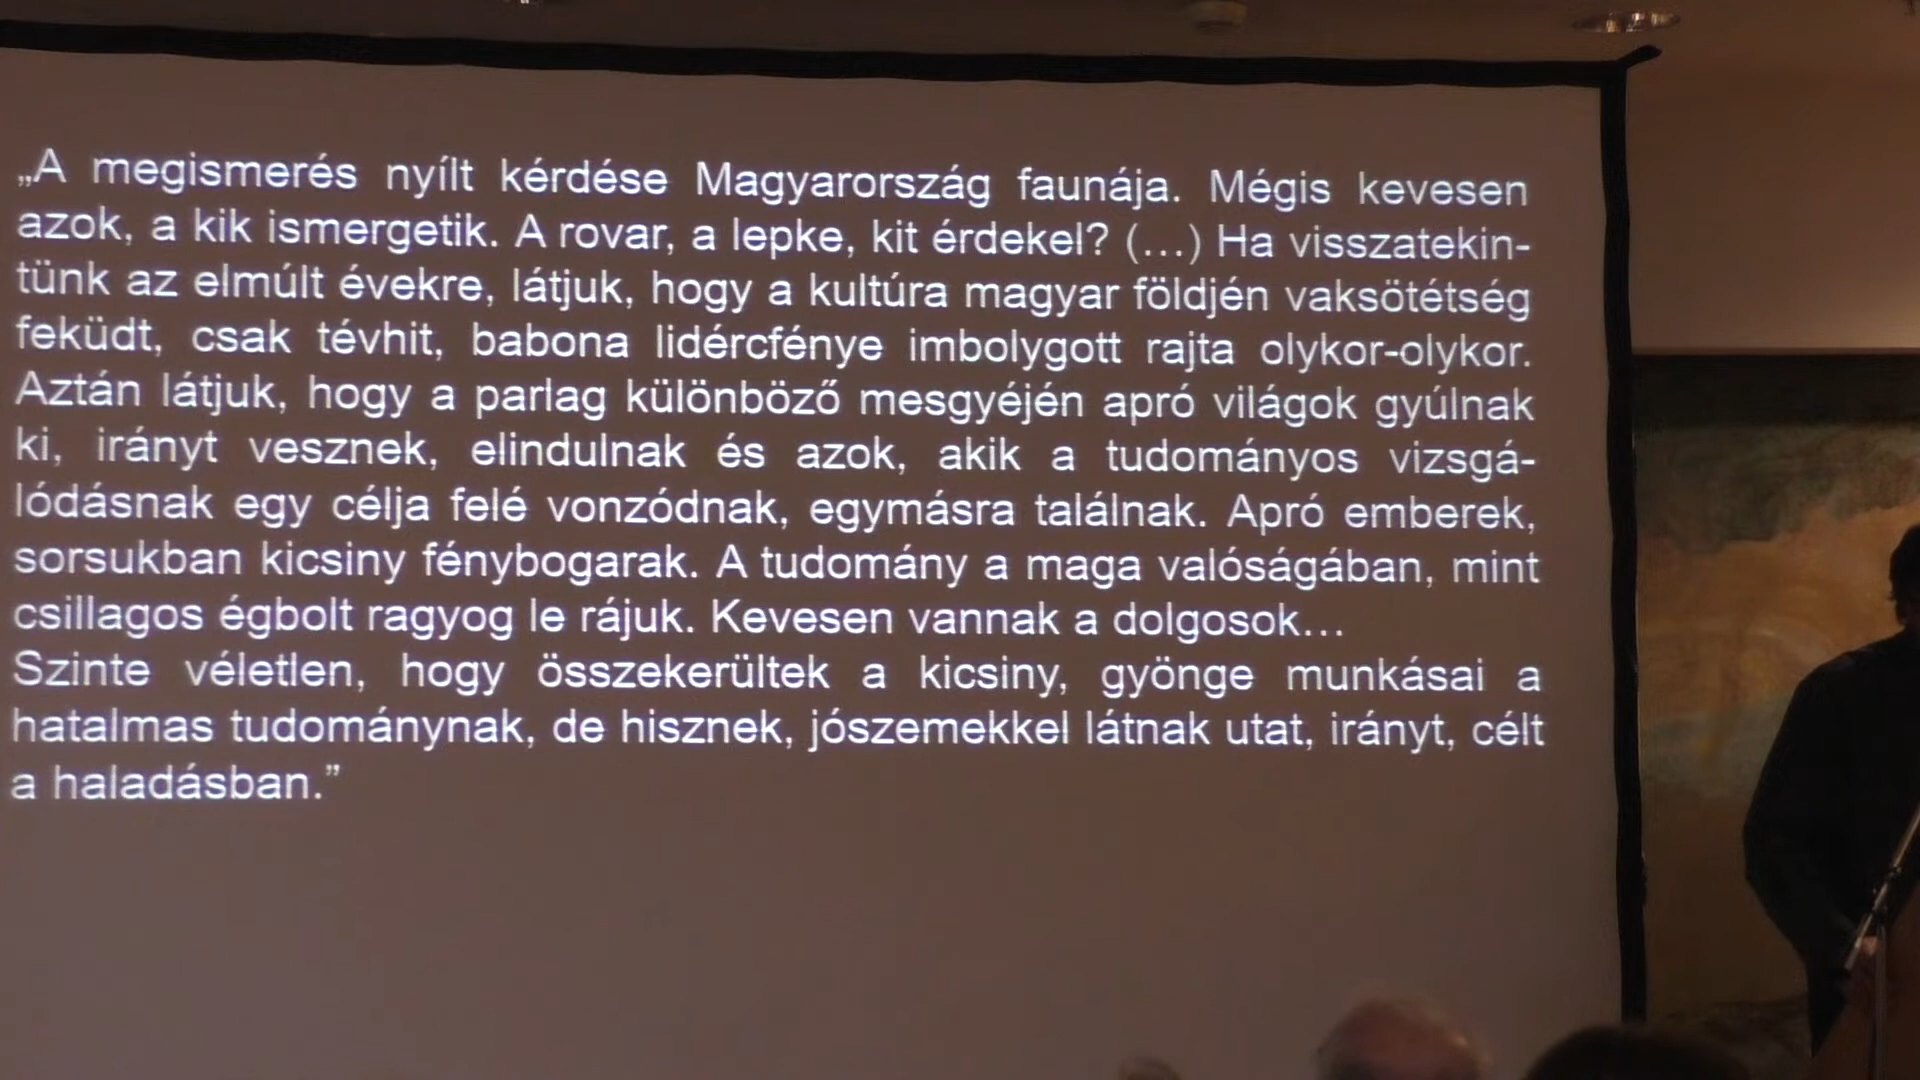 „A megismerés nyílt kérdése Magyarország faunája. Mégis kevesen
azok, a kik ismergetik. A rovar, a lepke, kit érdekel? (…) Ha visszatekin-
tünk az elmúlt évekre, látjuk, hogy a kultúra magyar földjén vaksötétség
feküdt, csak tévhit, babona lidércfénye imbolygott rajta olykor-olykor.
Aztán látjuk, hogy a parlag különböző mesgyéjén apró világok gyúlnak
ki, irányt vesznek, elindulnak és azok, akik a tudományos vizsgá-
lódásnak egy célja felé vonzódnak, egymásra találnak. Apró emberek,
sorsukban kicsiny fénybogarak. A tudomány a maga valóságában, mint
csillagos égbolt ragyog le rájuk. Kevesen vannak a dolgosok…
Szinte véletlen, hogy összekerültek a kicsiny, gyönge munkásai a
hatalmas tudománynak, de hisznek, jószemekkel látnak utat, irányt, célt
a haladásban.”